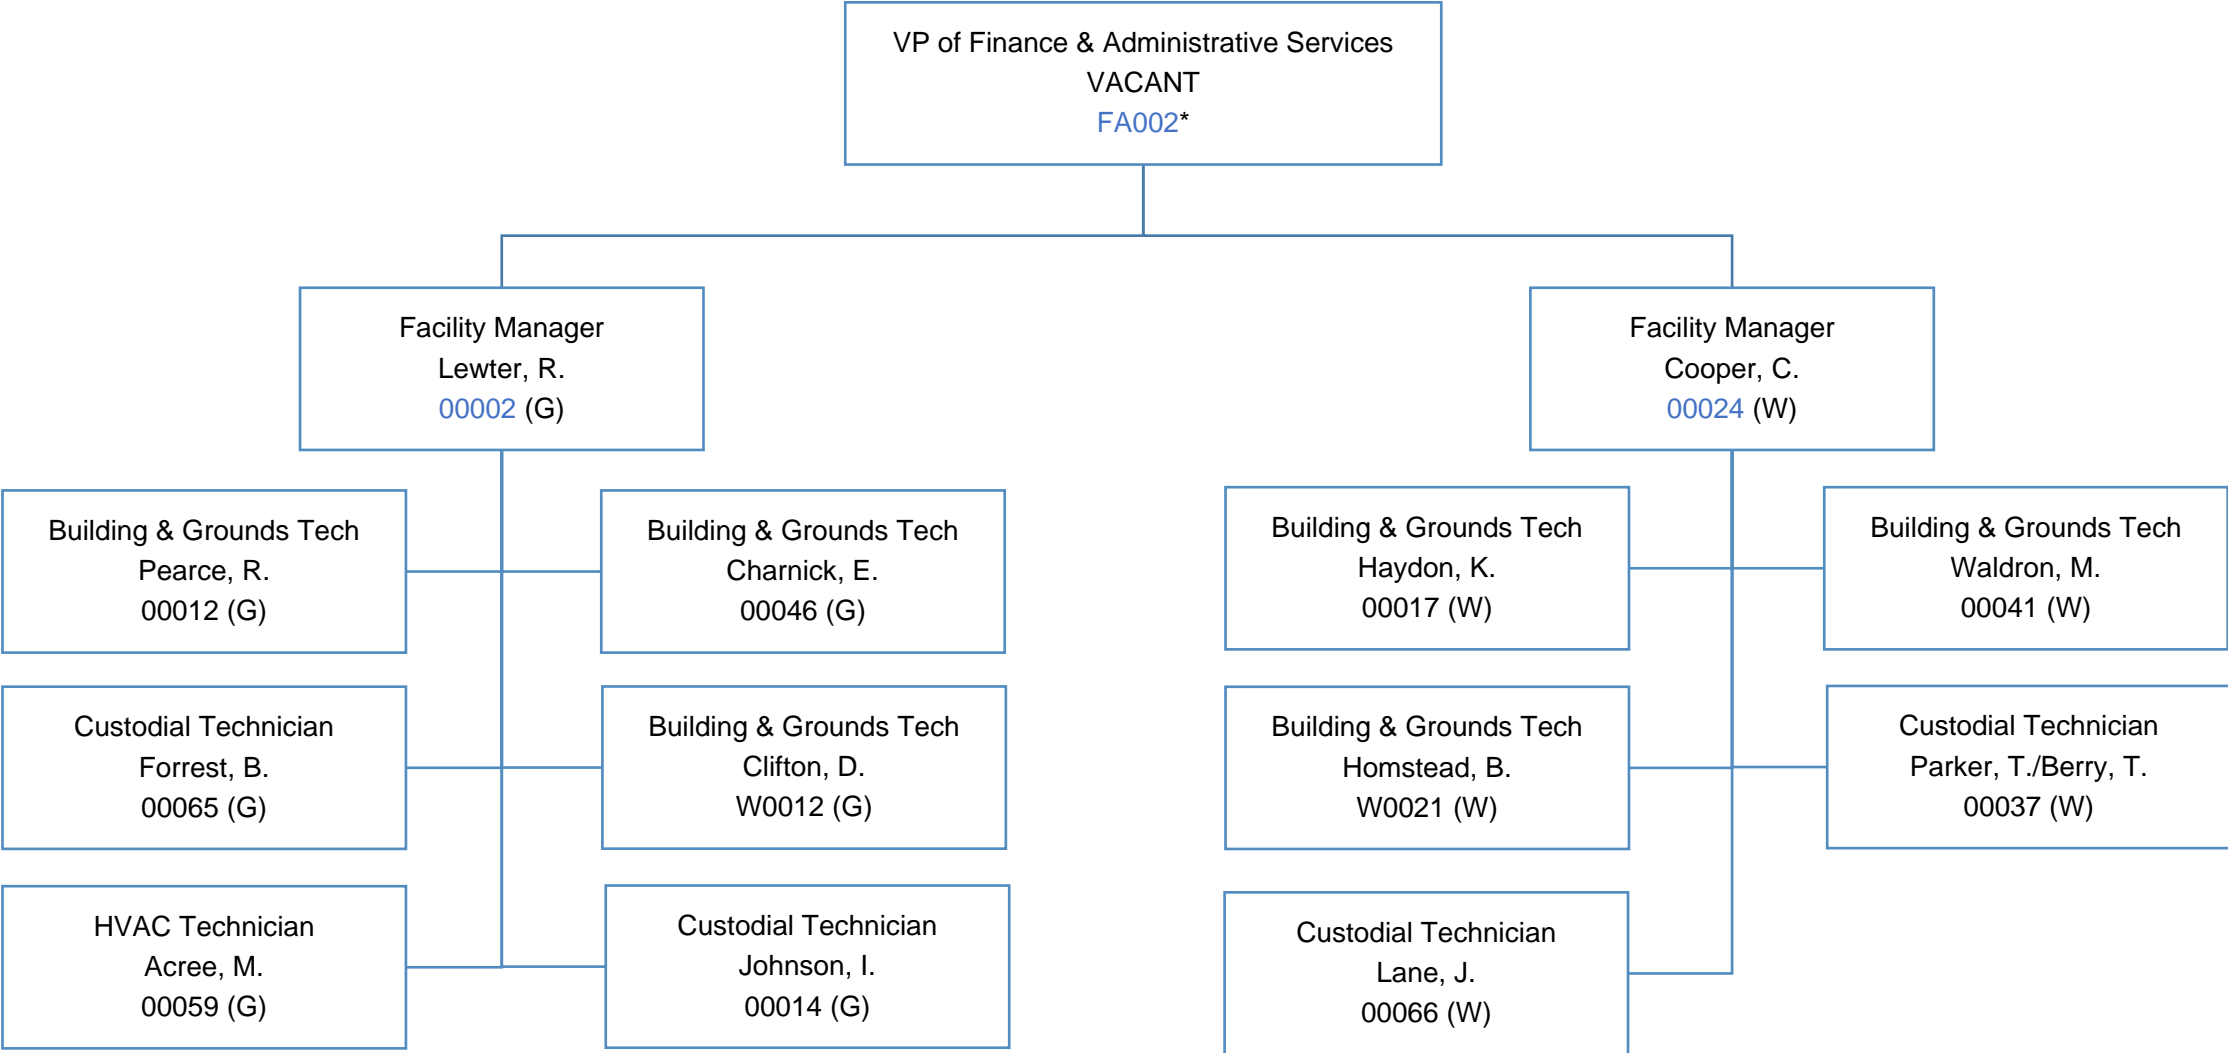 VP of Finance & Administrative Services
VACANT
FA002*
Facility Manager
Lewter, R.
00002 (G)
Facility Manager
Cooper, C.
00024 (W)
Building & Grounds Tech
Pearce, R.
00012 (G)
Building & Grounds Tech
Charnick, E.
00046 (G)
Building & Grounds Tech
Haydon, K.
00017 (W)
Building & Grounds Tech
Waldron, M.
00041 (W)
Custodial Technician
Forrest, B.
00065 (G)
Building & Grounds Tech
Clifton, D.
W0012 (G)
Building & Grounds Tech
Homstead, B.
W0021 (W)
Custodial Technician
Parker, T./Berry, T.
00037 (W)
HVAC Technician
Acree, M.
00059 (G)
Custodial Technician
Johnson, I.
00014 (G)
Custodial Technician
Lane, J.
00066 (W)